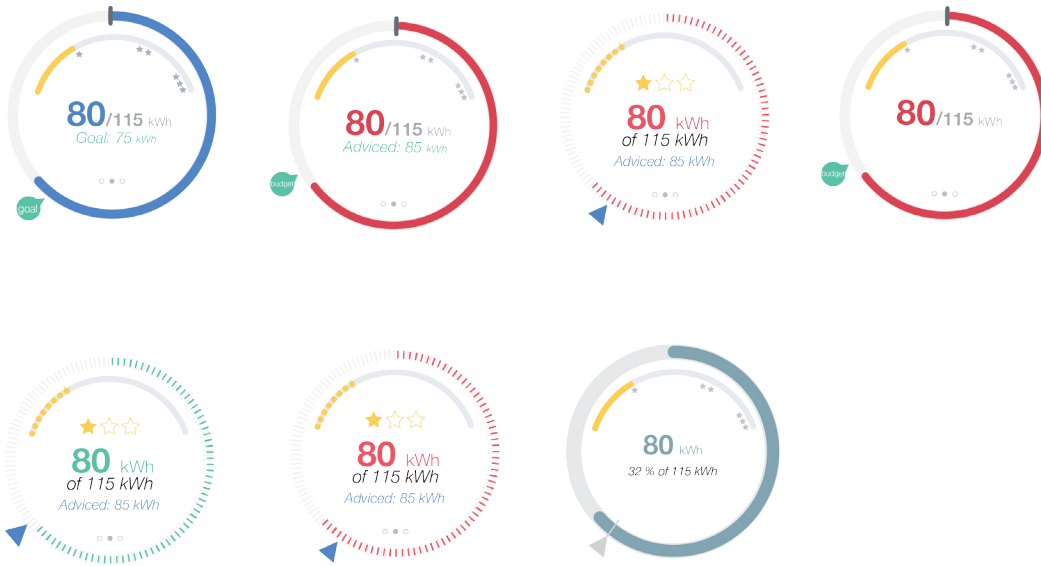 80/115 kWh
Goal: 75 kWh
goal
80/115 kWh
Adviced: 85 kWh
budget
80 kWh
of 115 kWh
Adviced: 85 kWh
80/115 kWh
budget
80 kWh
of 115 kWh
Adviced: 85 kWh
80 kWh
of 115 kWh
Adviced: 85 kWh
80 kWh
32 % of 115 kWh